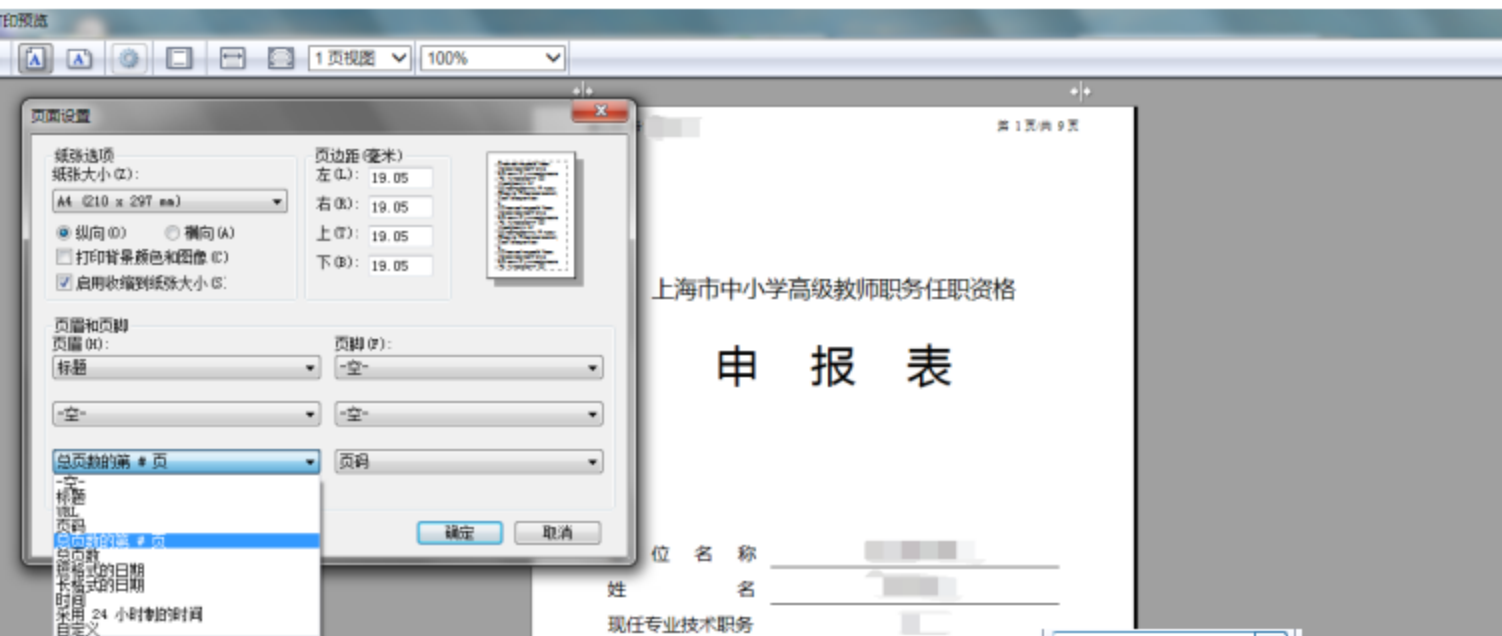 打印预览
1 页视图 100%
页面设置
第 1 页/共 9 页
纸张选项
纸张大小(Z):
A4 (210 x 297 mm)
纵向(O) 横向(A)
打印背景颜色和图像(C)
启用收缩到纸张大小(S)
页边距(毫米)
左(L): 19.05
右(R): 19.05
上(T): 19.05
下(B): 19.05
页眉和页脚
页眉(H): 页脚(F):
标题 -空-
-空- -空-
总页数的第 # 页 页码
-空-
标题
URL
页码
总页数的第 # 页
总页数
短格式的日期
长格式的日期
时间
采用 24 小时制的时间
自定义
确定 取消
上海市中小学高级教师职务任职资格
申 报 表
位 名 称
姓 名
现任专业技术职务